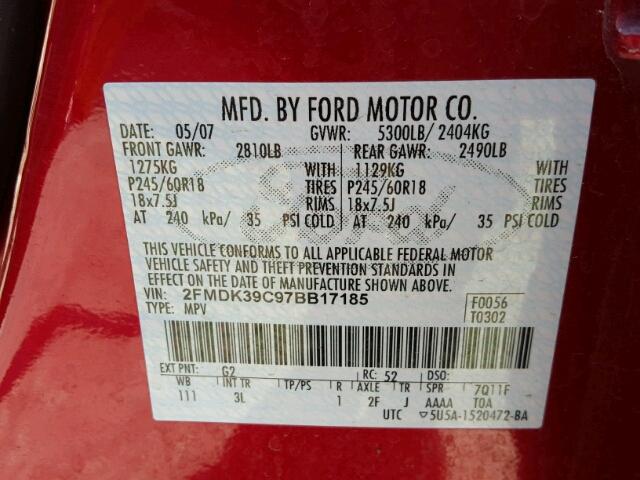 MFD. BY FORD MOTOR CO.
DATE: 05/07 GVWR: 5300LB/ 2404KG
FRONT GAWR: 2810LB REAR GAWR: 2490LB
1275KG WITH 1129KG WITH
P245/60R18 TIRES P245/60R18 TIRES
18x7.5J RIMS 18x7.5J RIMS
AT 240 kPa/ 35 PSI COLD AT 240 kPa/ 35 PSI COLD
THIS VEHICLE CONFORMS TO ALL APPLICABLE FEDERAL MOTOR
VEHICLE SAFETY AND THEFT PREVENTION STANDARDS IN
EFFECT ON THE DATE OF MANUFACTURE SHOWN ABOVE.
VIN: 2FMDK39C97BB17185 F0056
TYPE: MPV T0302
EXT PNT: G2 RC: 52 DSO:
WB INT TR TP/PS R AXLE TR SPR 7Q11F
111 3L 1 2F J AAAA TOA
UTC ▽5U5A-1520472-BA